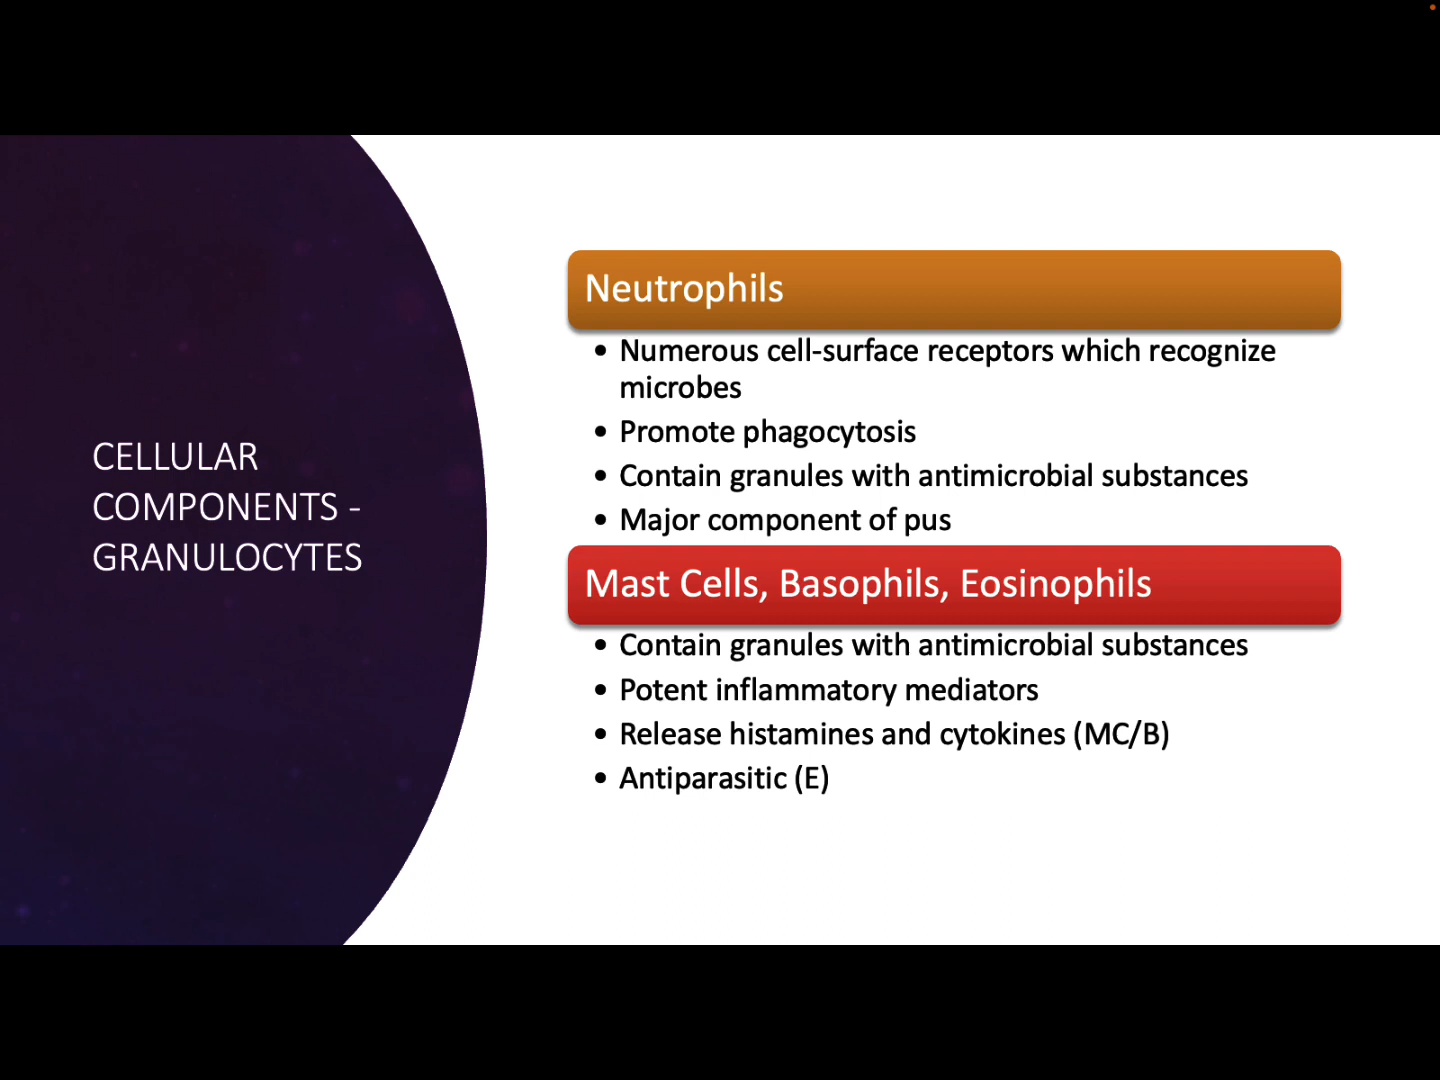 CELLULAR
COMPONENTS -
GRANULOCYTES
Neutrophils
• Numerous cell-surface receptors which recognize
microbes
• Promote phagocytosis
• Contain granules with antimicrobial substances
• Major component of pus
Mast Cells, Basophils, Eosinophils
• Contain granules with antimicrobial substances
• Potent inflammatory mediators
• Release histamines and cytokines (MC/B)
• Antiparasitic (E)